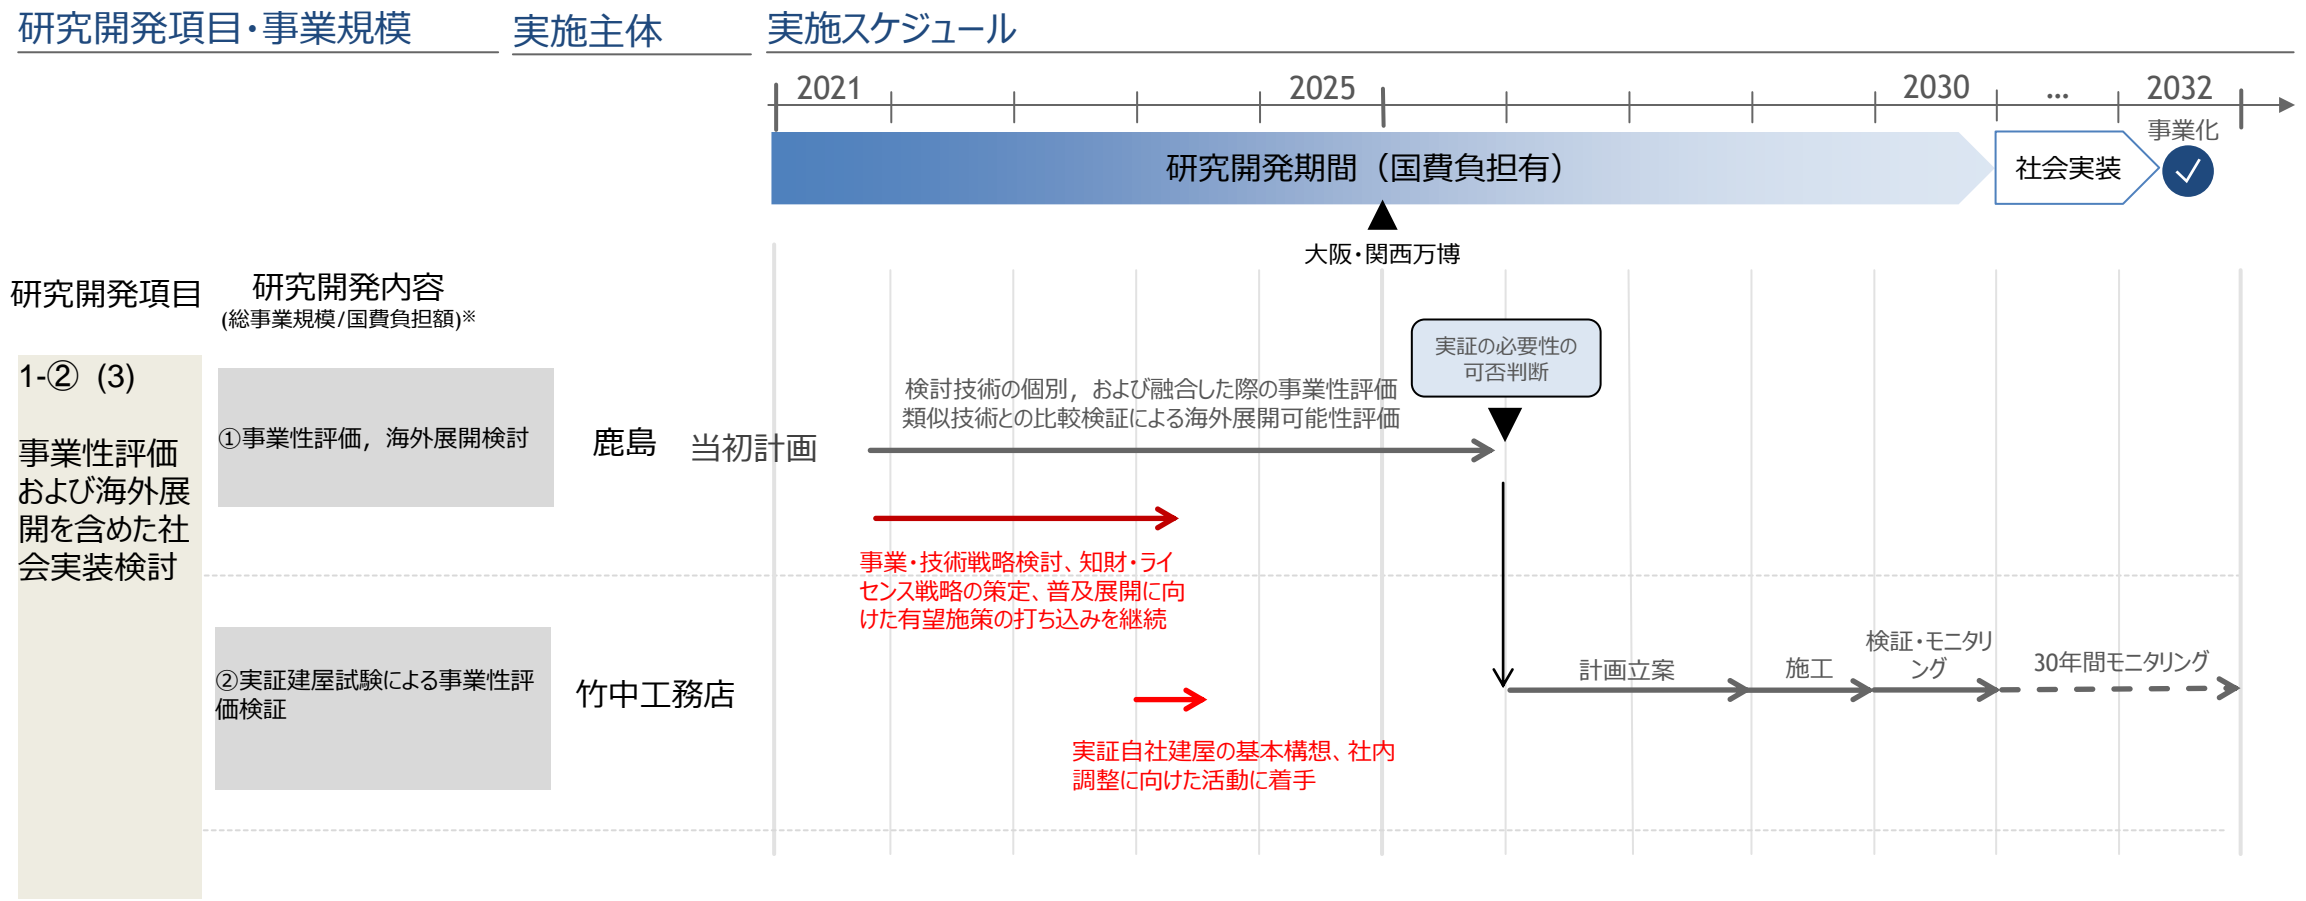 研究開発項目・事業規模
実施主体
実施スケジュール
2021
2025
2030
…
2032
事業化
研究開発期間（国費負担有）
社会実装
大阪・関西万博
研究開発項目
研究開発内容
(総事業規模/国費負担額)※
実証の必要性の
可否判断
1-② (3)
事業性評価
および海外展
開を含めた社
会実装検討
①事業性評価，海外展開検討
鹿島
当初計画
検討技術の個別，および融合した際の事業性評価
類似技術との比較検証による海外展開可能性評価
事業・技術戦略検討、知財・ライ
センス戦略の策定、普及展開に向
けた有望施策の打ち込みを継続
②実証建屋試験による事業性評
価検証
竹中工務店
計画立案
施工
検証・モニタリ
ング
30年間モニタリング
実証自社建屋の基本構想、社内
調整に向けた活動に着手